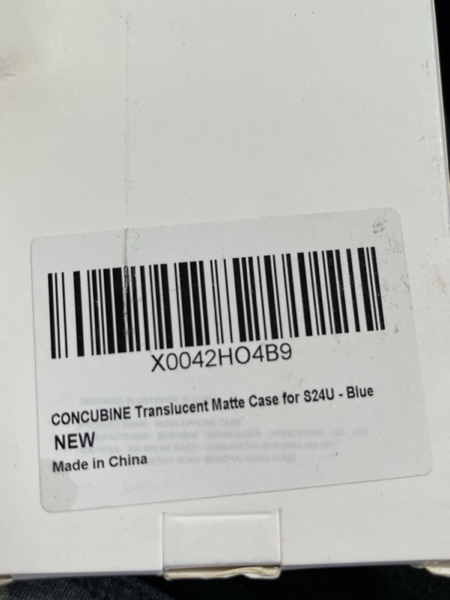 X0042HO4B9
CONCUBINE Translucent Matte Case for S24U - Blue
NEW
Made in China